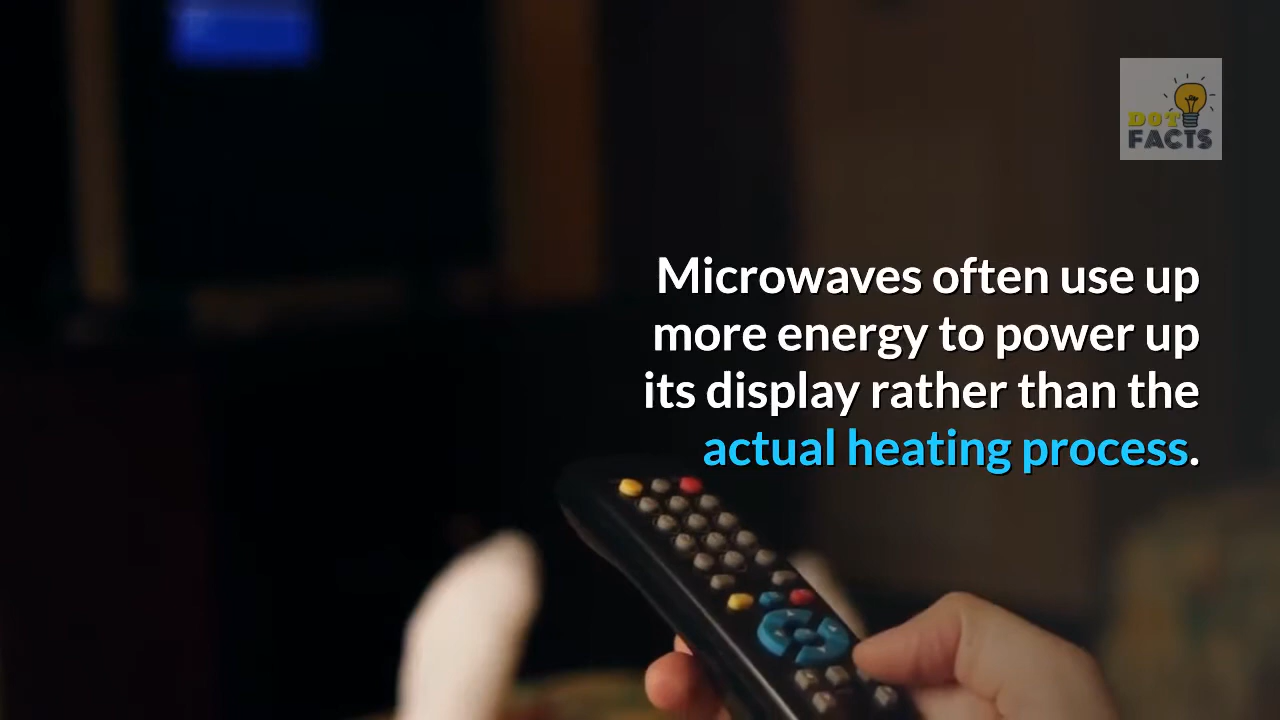 DOT
FACTS
Microwaves often use up
more energy to power up
its display rather than the
actual heating process.